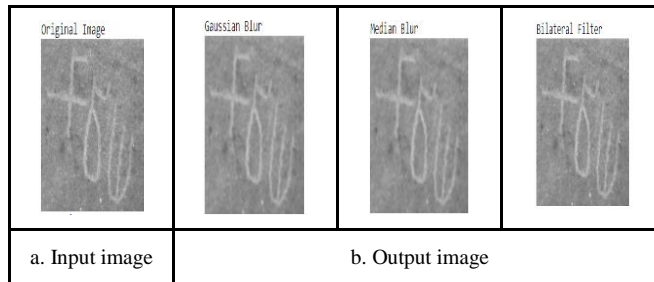 Original Image
Gaussian Blur
Median Blur
Bilateral Filter
a. Input image
b. Output image